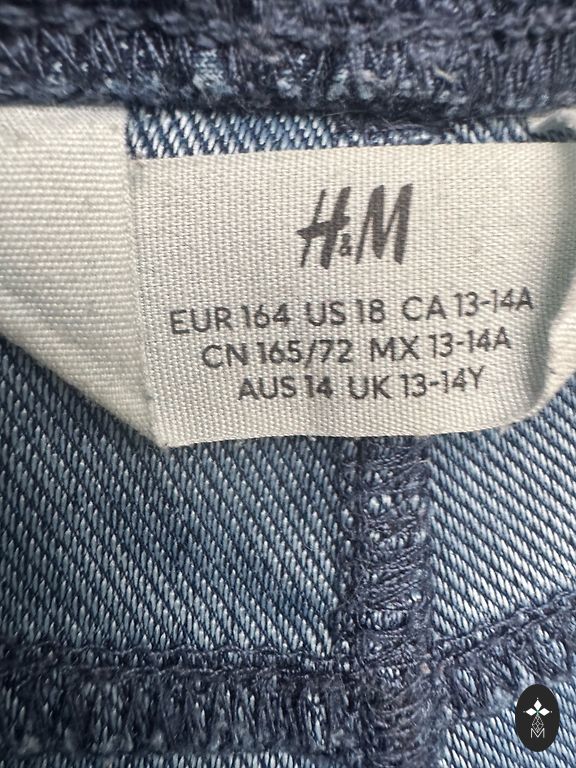 H&M
EUR 164 US 18 CA 13-14A
CN 165/72 MX 13-14A
AUS 14 UK 13-14Y
M